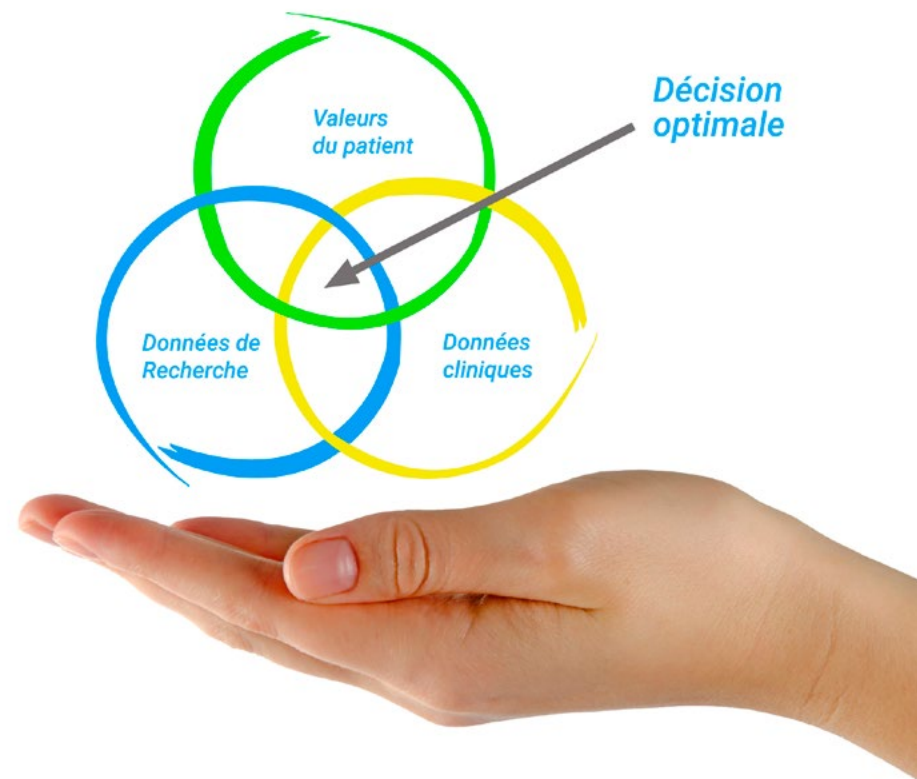 Valeurs
du patient
Décision
optimale
Données de
Recherche
Données
cliniques